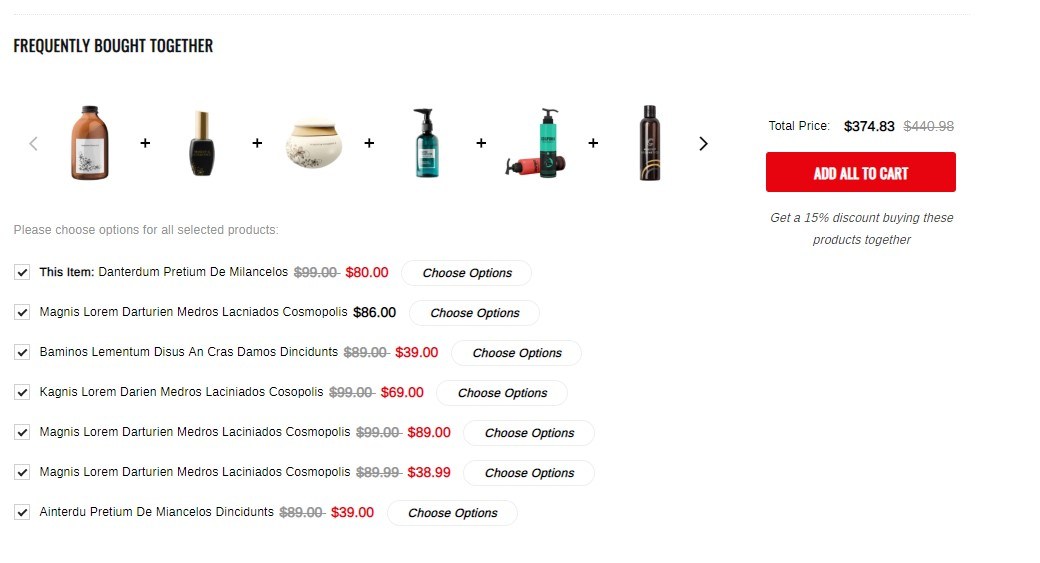 FREQUENTLY BOUGHT TOGETHER
Total Price: $374.83 $440.98
ADD ALL TO CART
Get a 15% discount buying these
products together
Please choose options for all selected products:
This Item: Danterdum Pretium De Milancelos $99.00 $80.00 Choose Options
Magnis Lorem Darturien Medros Lacniados Cosmopolis $86.00 Choose Options
Baminos Lementum Disus An Cras Damos Dincidunts $89.00 $39.00 Choose Options
Kagnis Lorem Darien Medros Laciniados Cosopolis $99.00 $69.00 Choose Options
Magnis Lorem Darturien Medros Laciniados Cosmopolis $99.00 $89.00 Choose Options
Magnis Lorem Darturien Medros Laciniados Cosmopolis $89.99 $38.99 Choose Options
Ainterdu Pretium De Miancelos Dincidunts $89.00 $39.00 Choose Options